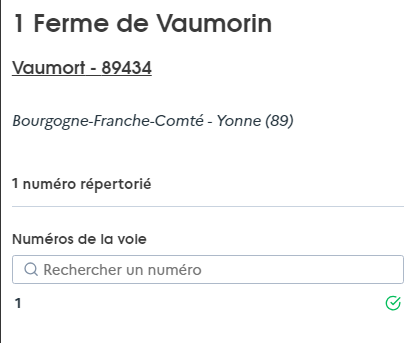 1 Ferme de Vaumorin
Vaumort - 89434
Bourgogne-Franche-Comté - Yonne (89)
1 numéro répertorié
Numéros de la voie
Rechercher un numéro
1